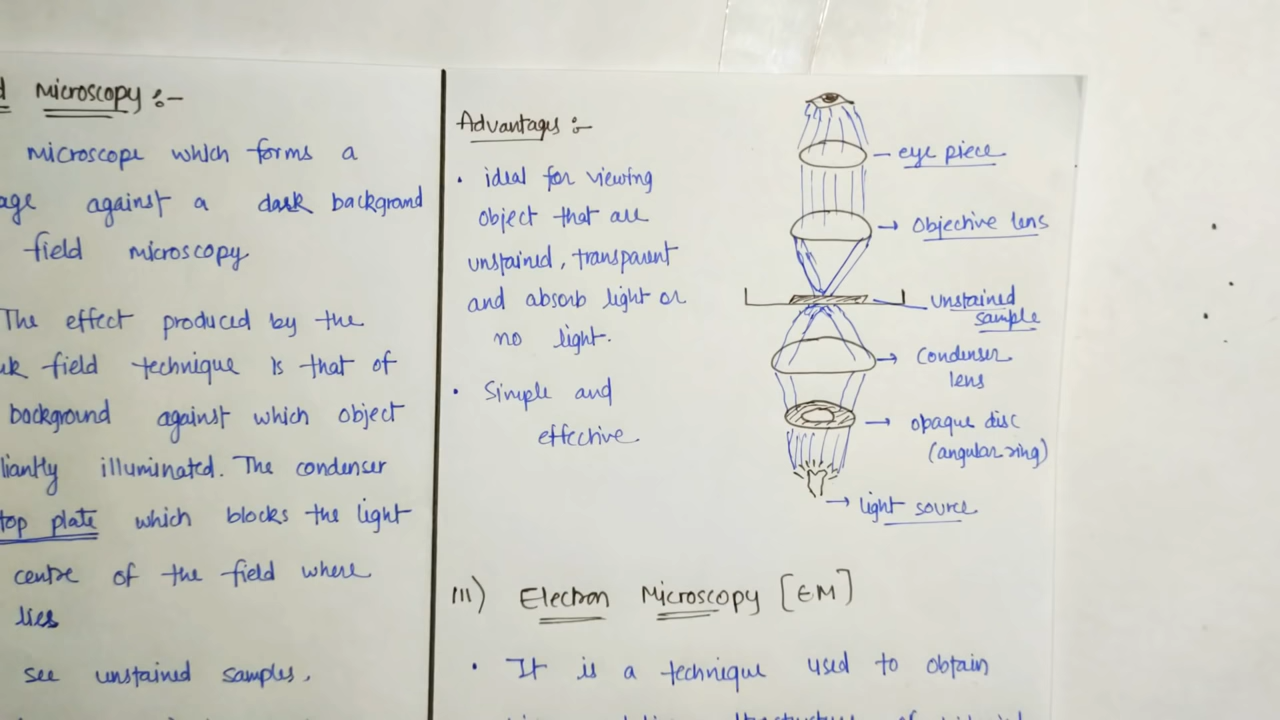 Microscopy :-
microscope which forms a
against a dark background
field microscopy
The effect produced by the
field technique is that of
background against which object
illuminated. The condenser
plate which blocks the light
centre of the field where
lies
see unstained samples.
Advantages :-
• ideal for viewing
object that are
unstained, transparent
and absorb light or
no light.
• Simple and
effective
eye piece
Objective lens
unstained
sample
Condenser
lens
opaque disc
(angular ring)
light source
III) Electron Microscopy [EM]
• It is a technique used to obtain